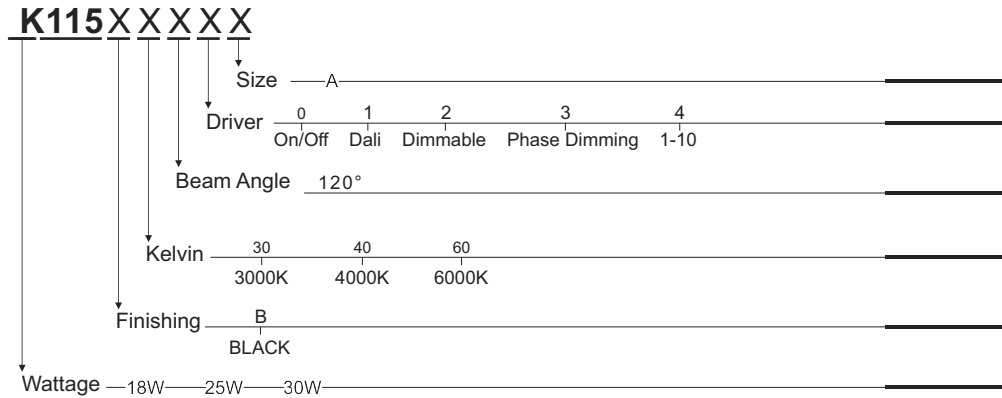 K115XXXXX
Size A
0 1 2 3 4
Driver
On/Off Dali Dimmable Phase Dimming 1-10
Beam Angle 120°
30 40 60
Kelvin
3000K 4000K 6000K
B
Finishing
BLACK
Wattage 18W 25W 30W